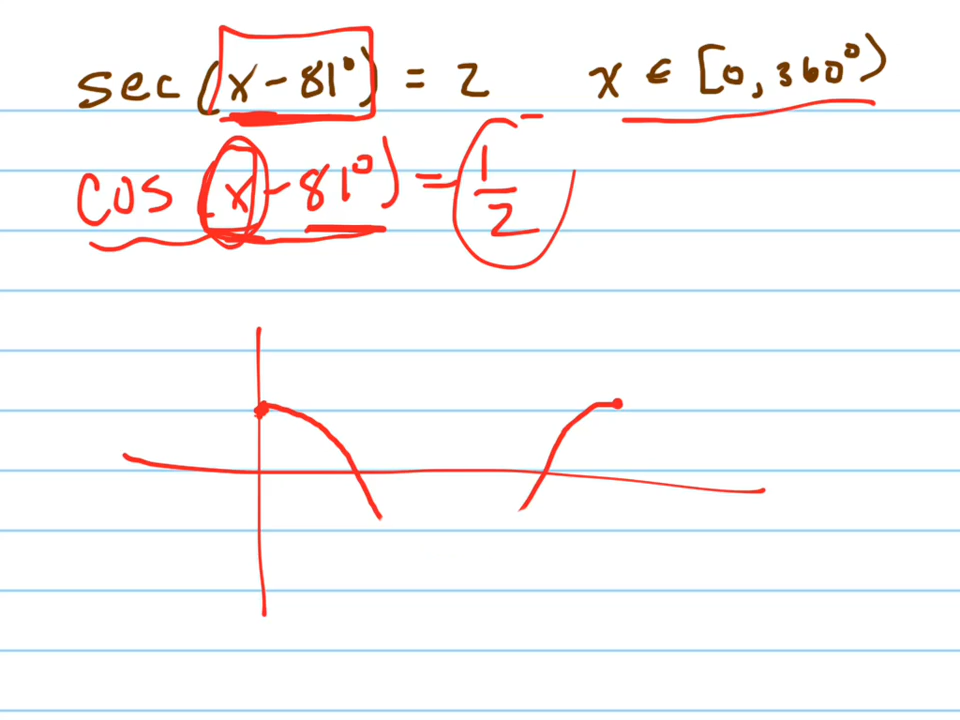 sec (x - 81°) = 2 x ∈ [0, 360°)
cos (x - 81°) = 1/2